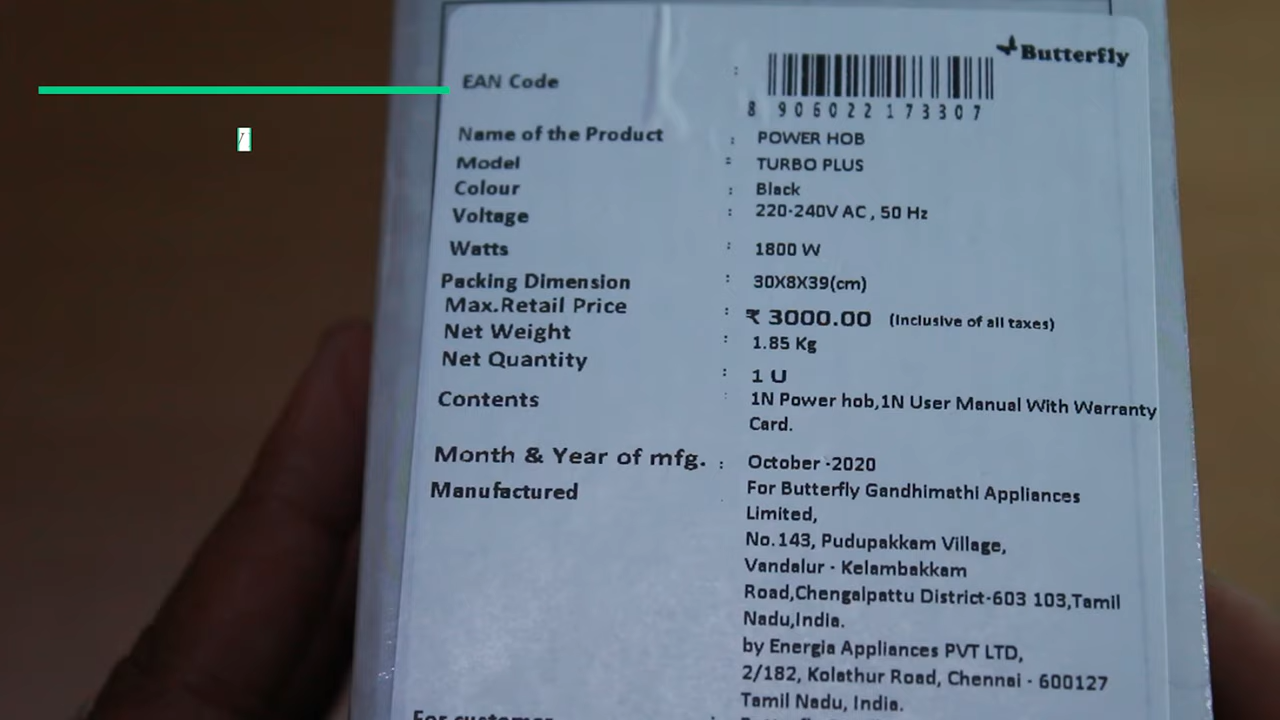 Butterfly
EAN Code :
8 906022 173307
Name of the Product : POWER HOB
Model : TURBO PLUS
Colour : Black
Voltage : 220-240V AC , 50 Hz
Watts : 1800 W
Packing Dimension : 30X8X39(cm)
Max.Retail Price : ₹ 3000.00 (Inclusive of all taxes)
Net Weight : 1.85 Kg
Net Quantity : 1 U
Contents : 1N Power hob,1N User Manual With Warranty
Card.
Month & Year of mfg. : October -2020
Manufactured : For Butterfly Gandhimathi Appliances
Limited,
No.143, Pudupakkam Village,
Vandalur - Kelambakkam
Road,Chengalpattu District-603 103,Tamil
Nadu,India.
by Energia Appliances PVT LTD,
2/182, Kolathur Road, Chennai - 600127
Tamil Nadu, India.
For customer